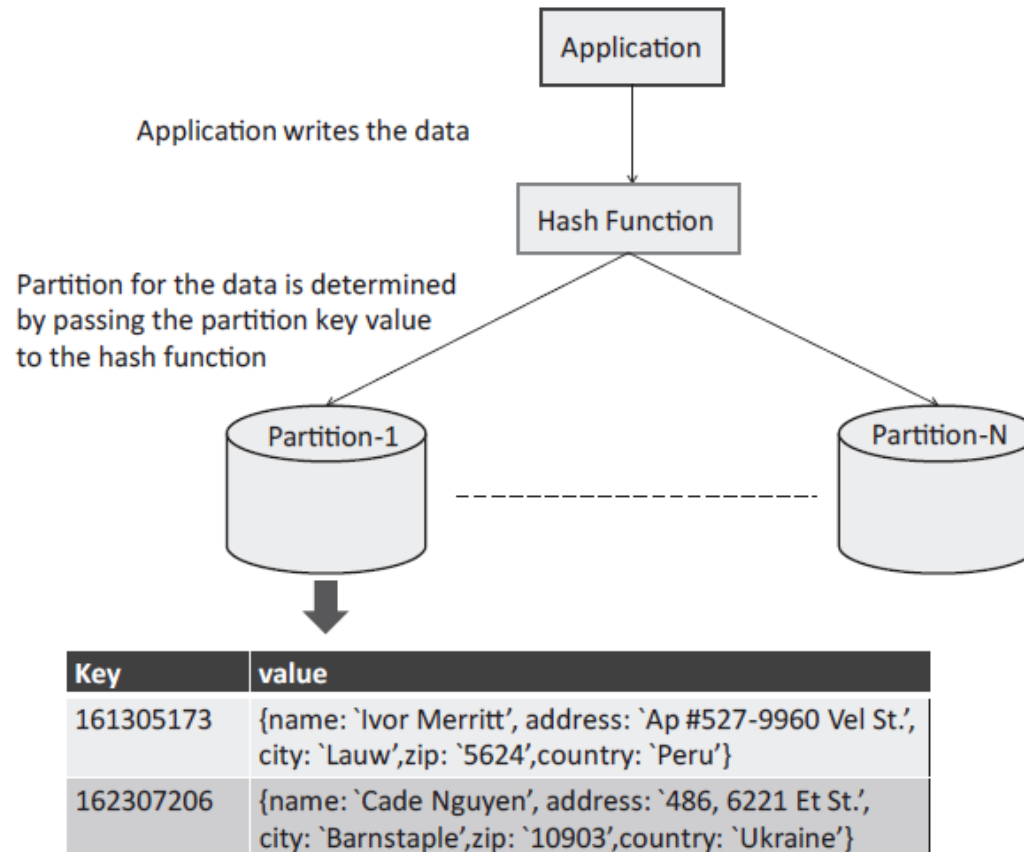 Application
Application writes the data
Hash Function
Partition for the data is determined
by passing the partition key value
to the hash function
Partition-1
Partition-N
Key value
161305173 {name: `Ivor Merritt’, address: `Ap #527-9960 Vel St.’,
city: `Lauw’,zip: `5624’,country: `Peru’}
162307206 {name: `Cade Nguyen’, address: `486, 6221 Et St.’,
city: `Barnstaple’,zip: `10903’,country: `Ukraine’}